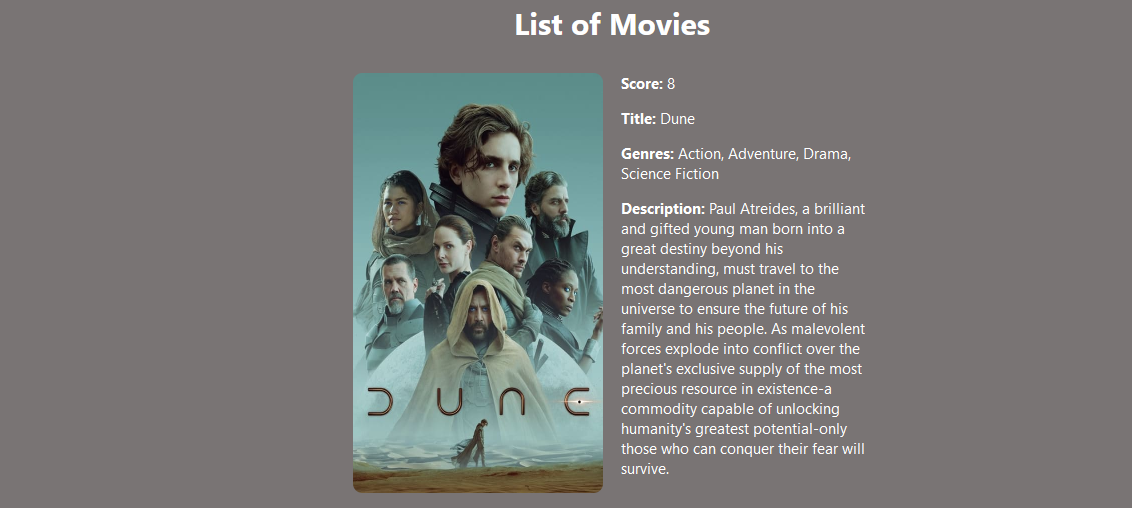 List of Movies
Score: 8
Title: Dune
Genres: Action, Adventure, Drama,
Science Fiction
Description: Paul Atreides, a brilliant
and gifted young man born into a
great destiny beyond his
understanding, must travel to the
most dangerous planet in the
universe to ensure the future of his
family and his people. As malevolent
forces explode into conflict over the
planet's exclusive supply of the most
precious resource in existence-a
commodity capable of unlocking
humanity's greatest potential-only
those who can conquer their fear will
survive.
DUNE